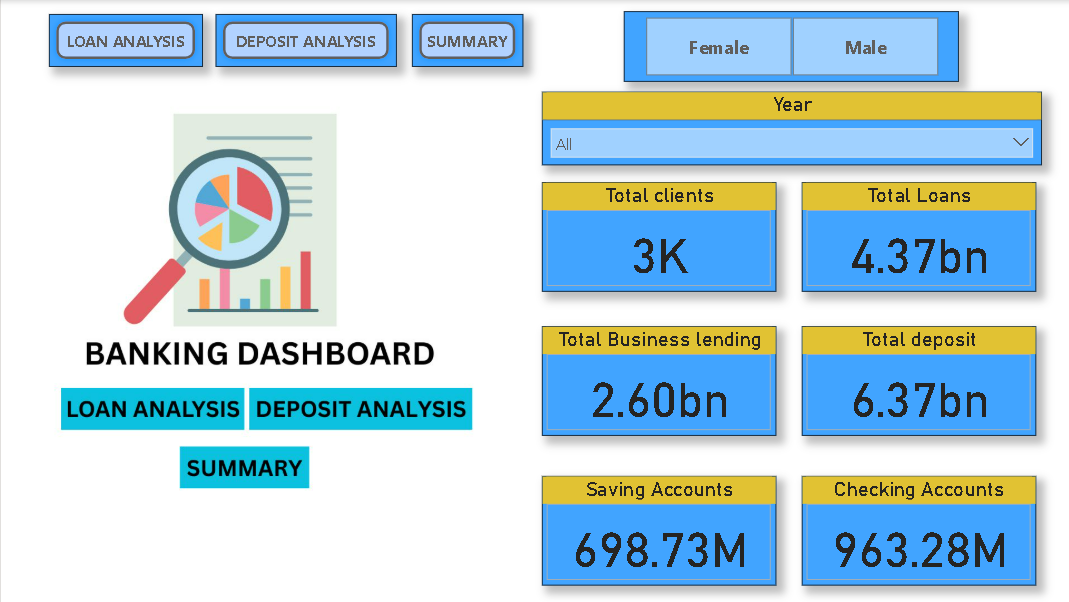 LOAN ANALYSIS
DEPOSIT ANALYSIS
SUMMARY
Female
Male
Year
All
Total clients
3K
Total Loans
4.37bn
BANKING DASHBOARD
LOAN ANALYSIS
DEPOSIT ANALYSIS
SUMMARY
Total Business lending
2.60bn
Total deposit
6.37bn
Saving Accounts
698.73M
Checking Accounts
963.28M